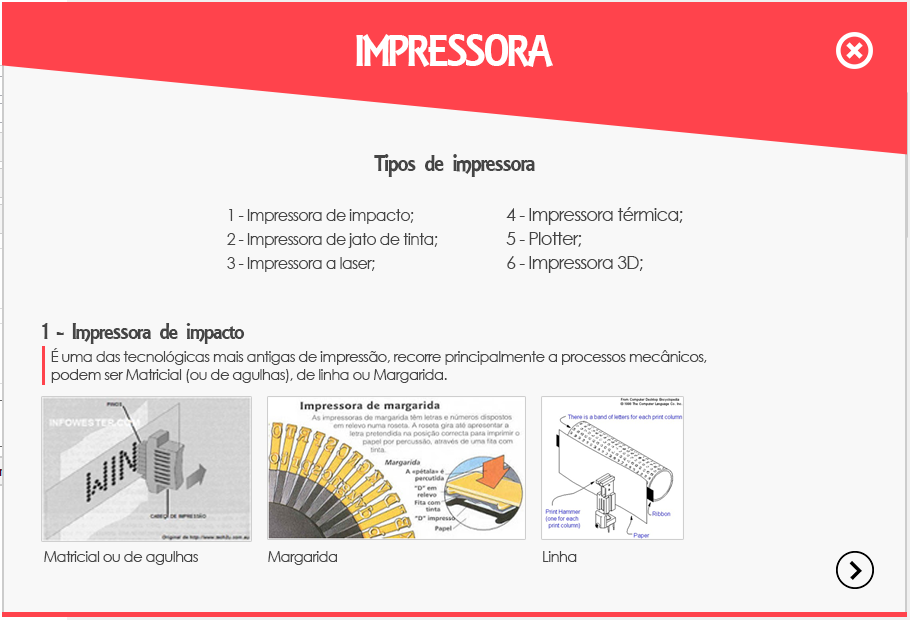 IMPRESSORA
Tipos de impressora
1 - Impressora de impacto;
2 - Impressora de jato de tinta;
3 - Impressora a laser;
4 - Impressora térmica;
5 - Plotter;
6 - Impressora 3D;
1 - Impressora de impacto
É uma das tecnológicas mais antigas de impressão, recorre principalmente a processos mecânicos,
podem ser Matricial (ou de agulhas), de linha ou Margarida.
PINOS
INFOWESTER.COM
WIN
CABEÇA DE IMPRESSÃO
Original de http://www.tech2u.com.au
Matricial ou de agulhas
Impressora de margarida
As impressoras de margarida têm letras e números dispostos
em relevo numa roseta. A roseta gira até apresentar a
letra pretendida na posição correcta para imprimir o
papel por percussão, através de uma fita com
tinta.
Margarida
A «pétala» é
percutida
"D" em
relevo
Fita com
tinta
"D" impresso
Papel
Margarida
From Computer Desktop Encyclopedia
© 1998 The Computer Language Co. Inc.
There is a band of letters for each print column
Print Hammer
(one for each
print column)
Ribbon
Paper
Linha